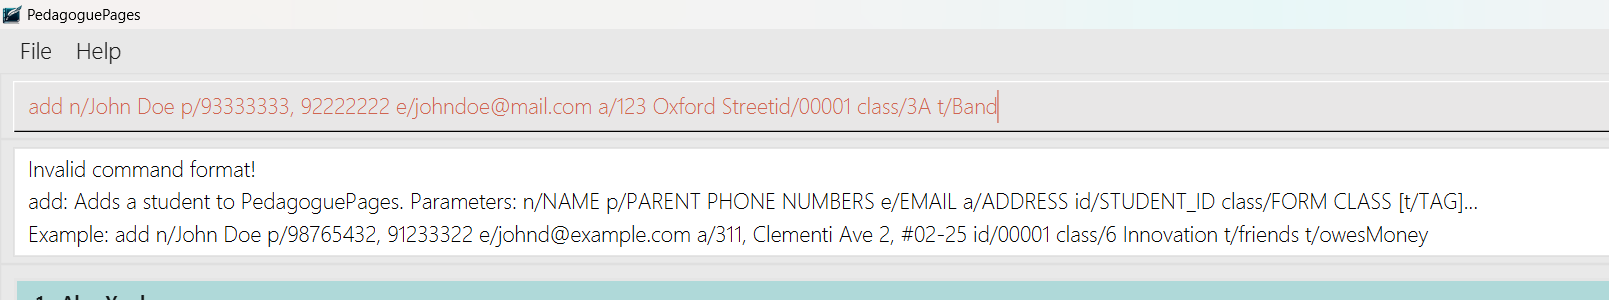 PedagoguePages
File Help
add n/John Doe p/93333333, 92222222 e/johndoe@mail.com a/123 Oxford Streetid/00001 class/3A t/Band
Invalid command format!
add: Adds a student to PedagoguePages. Parameters: n/NAME p/PARENT PHONE NUMBERS e/EMAIL a/ADDRESS id/STUDENT_ID class/FORM CLASS [t/TAG]...
Example: add n/John Doe p/98765432, 91233322 e/johnd@example.com a/311, Clementi Ave 2, #02-25 id/00001 class/6 Innovation t/friends t/owesMoney